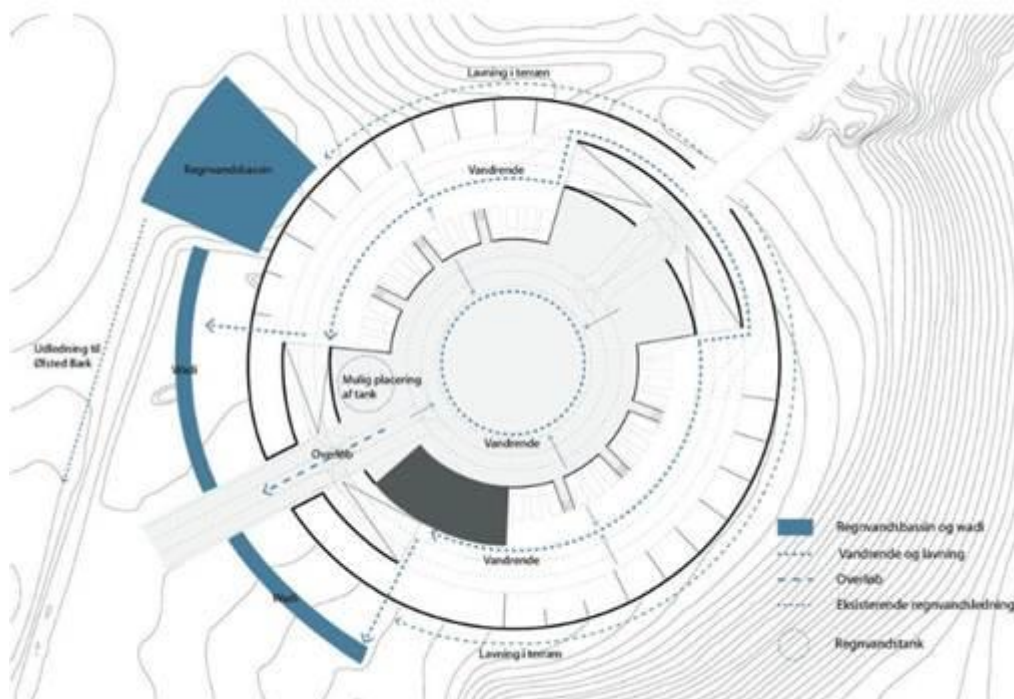 Lavning i terræn
Regnvandsbassin
Vandrende
Udledning til
Ølsted Bæk
Wadi
Mulig placering
af tank
Vandrende
Overløb
Vandrende
Wadi
Lavning i terræn
Regnvandsbassin og wadi
Vandrende og lavning
Overløb
Eksisterende regnvandsledning
Regnvandstank